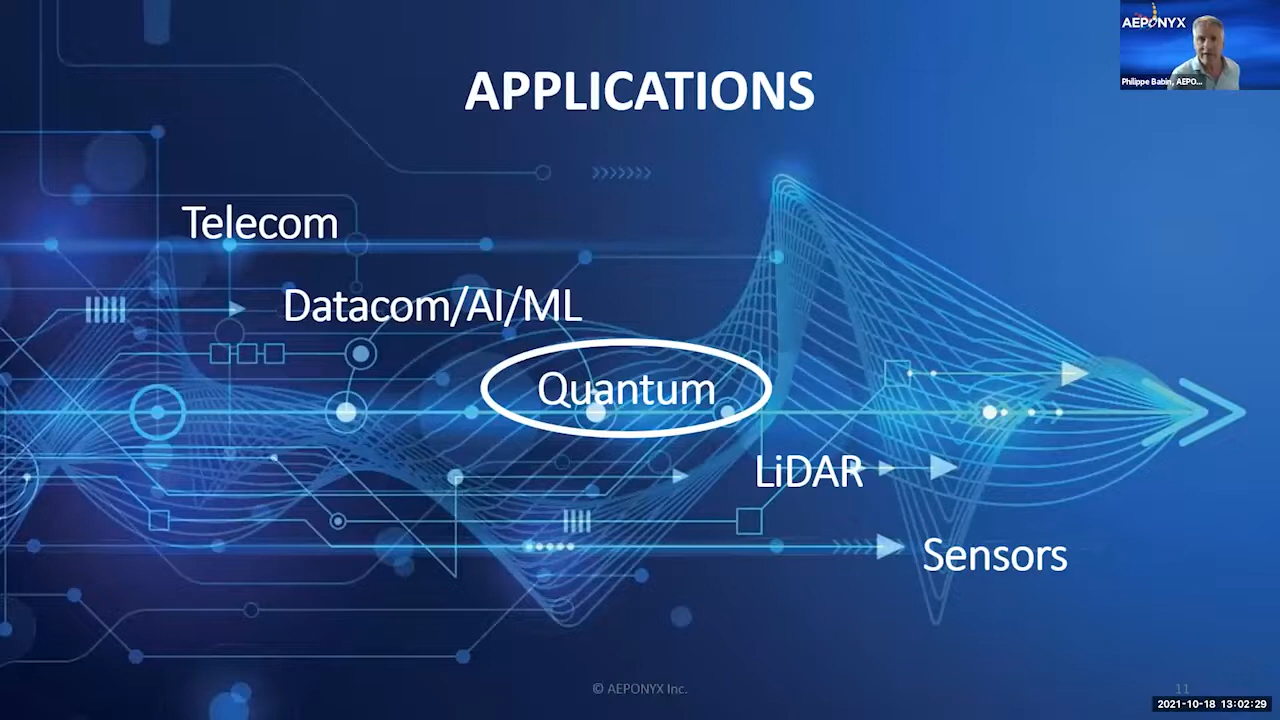 AEPONYX
Philippe Babin, AEPO...
APPLICATIONS
Telecom
Datacom/AI/ML
Quantum
LiDAR
Sensors
© AEPONYX Inc.
11
2021-10-18 13:02:29